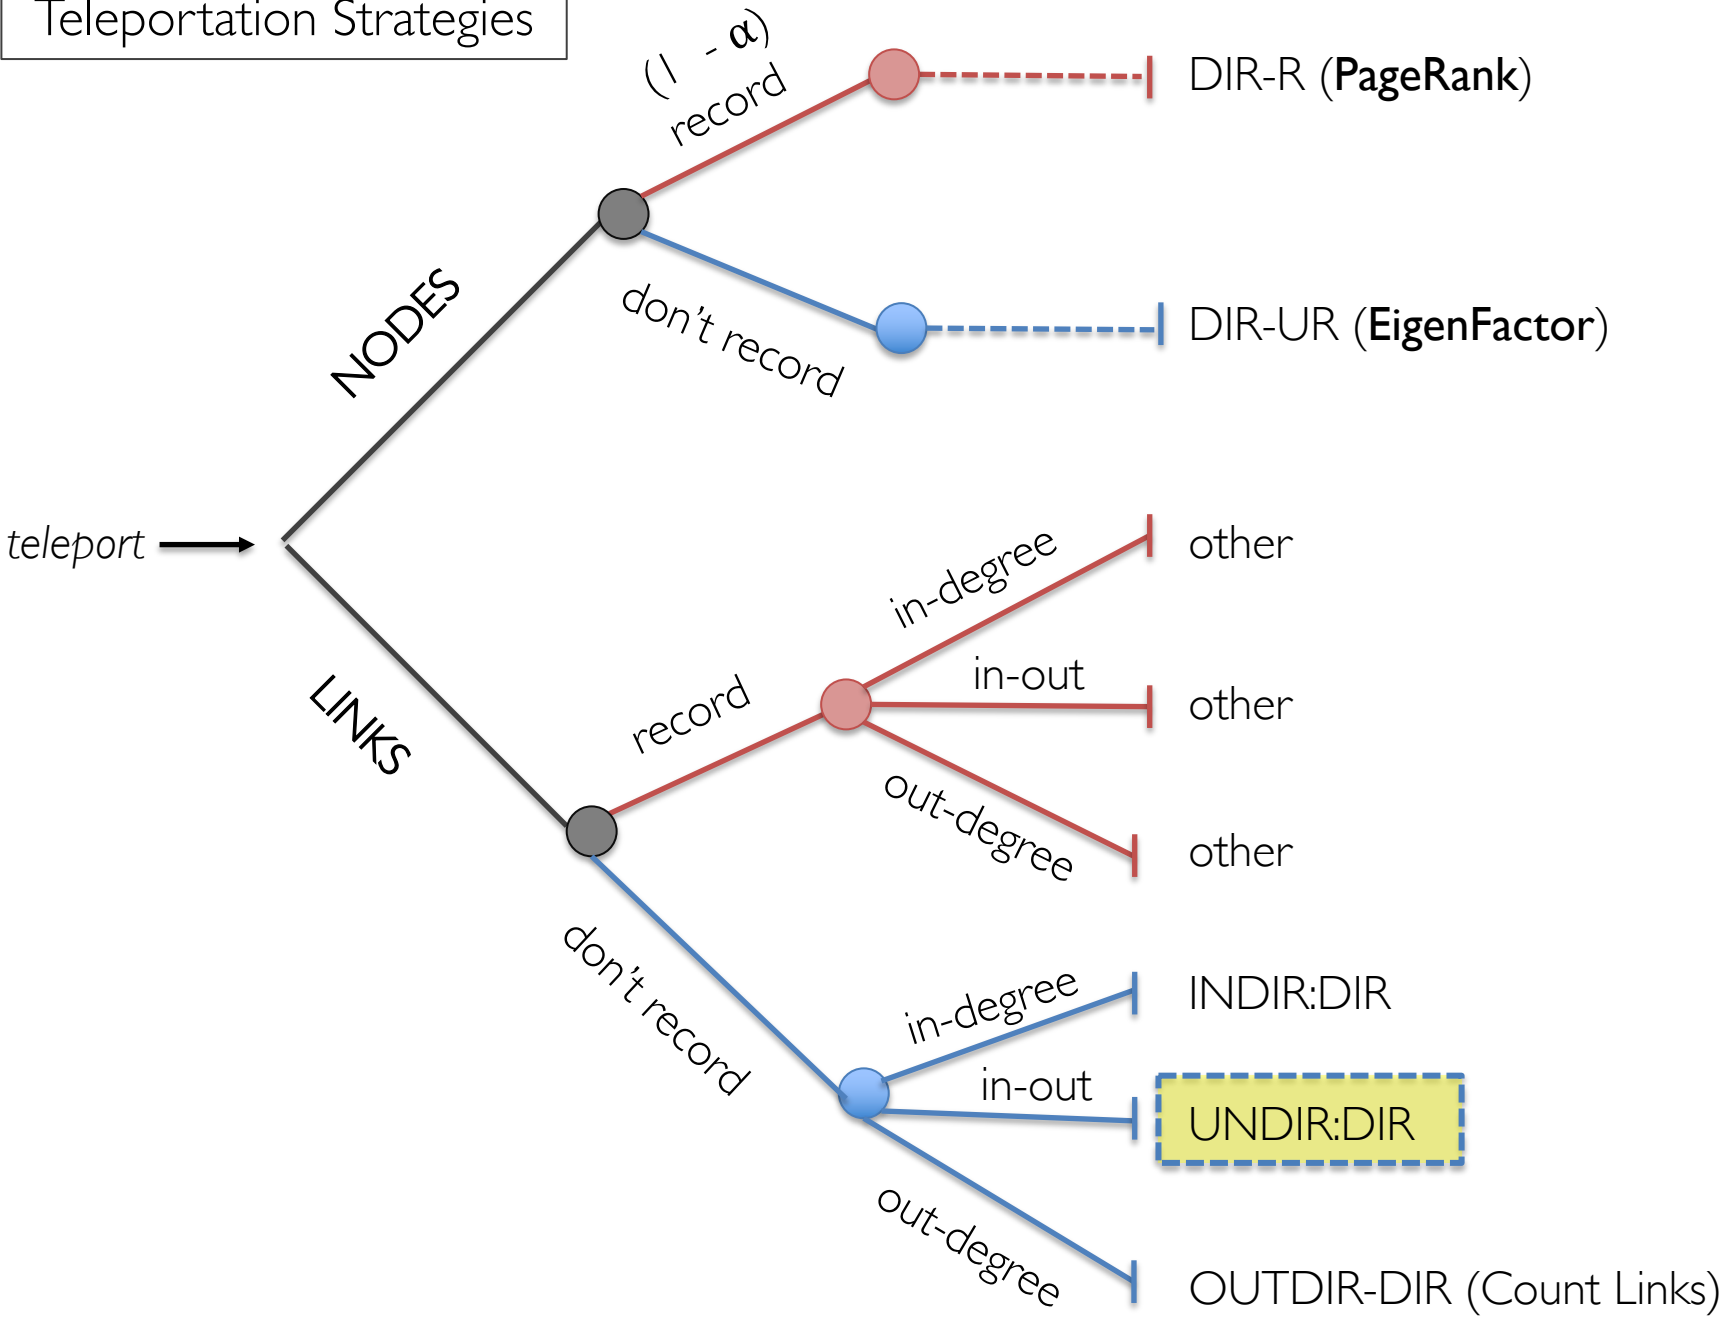 Teleportation Strategies
(1 - α)
record
DIR-R (PageRank)
NODES
don't record
DIR-UR (EigenFactor)
teleport
in-degree
other
LINKS
record
in-out
other
out-degree
other
don't record
in-degree
INDIR:DIR
in-out
UNDIR:DIR
out-degree
OUTDIR-DIR (Count Links)